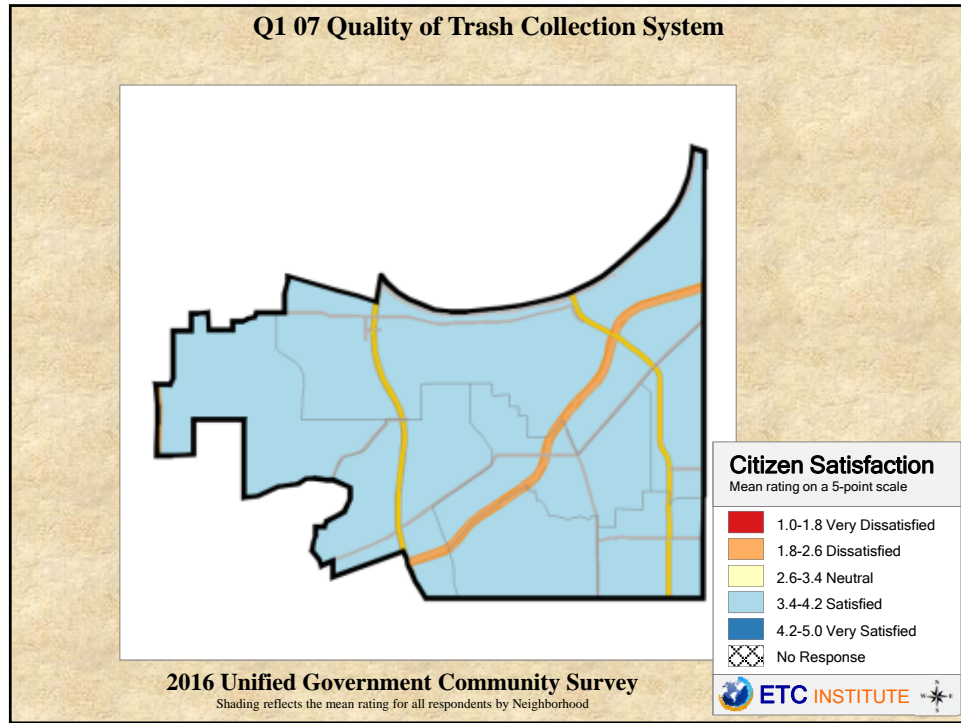 Q1 07 Quality of Trash Collection System
Citizen Satisfaction
Mean rating on a 5-point scale
1.0-1.8 Very Dissatisfied
1.8-2.6 Dissatisfied
2.6-3.4 Neutral
3.4-4.2 Satisfied
4.2-5.0 Very Satisfied
No Response
ETC INSTITUTE
N
W E
S
2016 Unified Government Community Survey
Shading reflects the mean rating for all respondents by Neighborhood